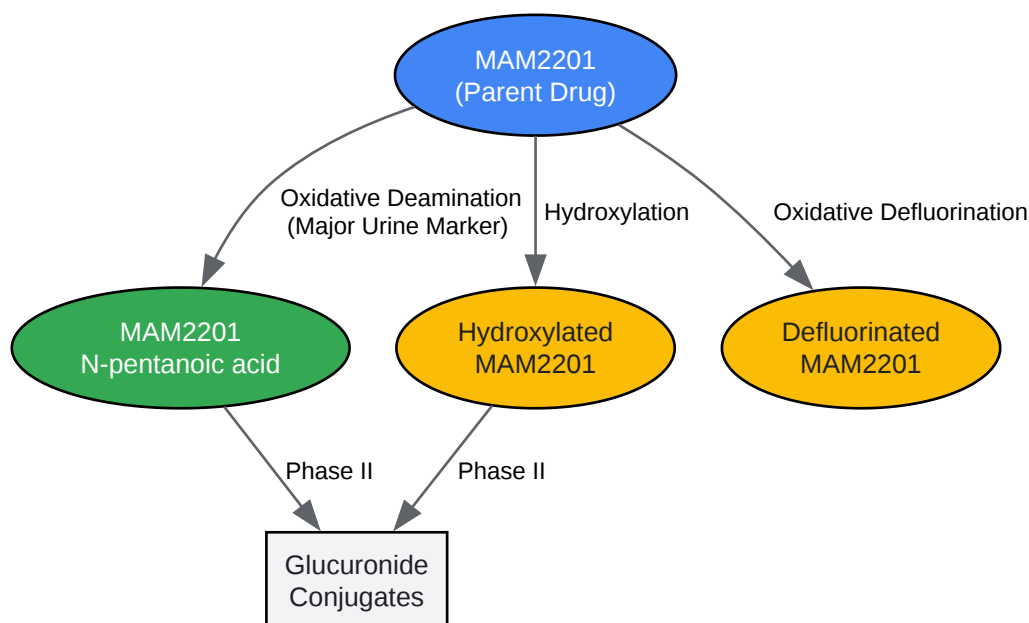 MAM2201
(Parent Drug)
Oxidative Deamination
(Major Urine Marker)
Hydroxylation
Oxidative Defluorination
MAM2201
N-pentanoic acid
Hydroxylated
MAM2201
Defluorinated
MAM2201
Phase II
Phase II
Glucuronide
Conjugates